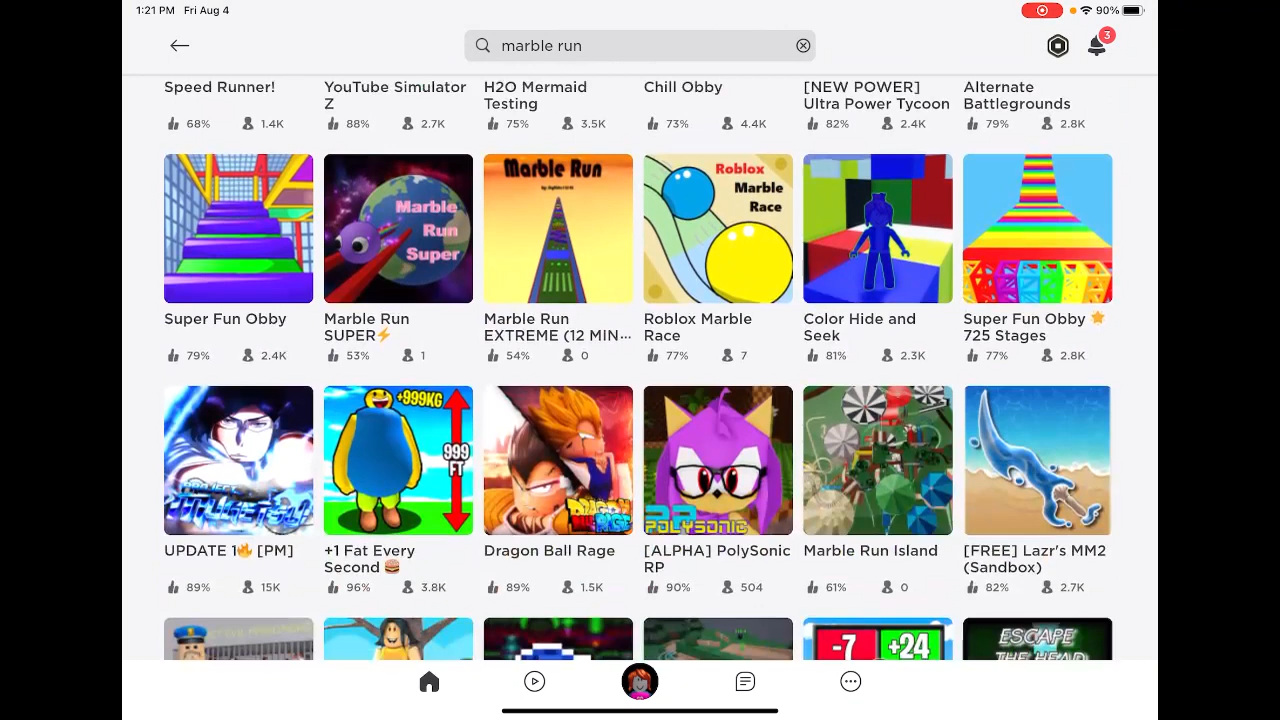 1:21 PM Fri Aug 4
90%
marble run
3
Speed Runner!
68% 1.4K
YouTube Simulator
Z
88% 2.7K
H2O Mermaid
Testing
75% 3.5K
Chill Obby
73% 4.4K
[NEW POWER]
Ultra Power Tycoon
82% 2.4K
Alternate
Battlegrounds
79% 2.8K
Super Fun Obby
79% 2.4K
Marble
Run
Super
Marble Run
SUPER⚡
53% 1
Marble Run
Marble Run
EXTREME (12 MIN...
54% 0
Roblox
Marble
Race
Roblox Marble
Race
77% 7
Color Hide and
Seek
81% 2.3K
Super Fun Obby ⭐
725 Stages
77% 2.8K
UPDATE 1🔥 [PM]
89% 15K
+999KG
999
FT
+1 Fat Every
Second 🍔
96% 3.8K
DRAGON
BALL RAGE
Dragon Ball Rage
89% 1.5K
POLYSONIC
[ALPHA] PolySonic
RP
90% 504
Marble Run Island
61% 0
[FREE] Lazr's MM2
(Sandbox)
82% 2.7K
-7 +24
ESCAPE
THE HEAD